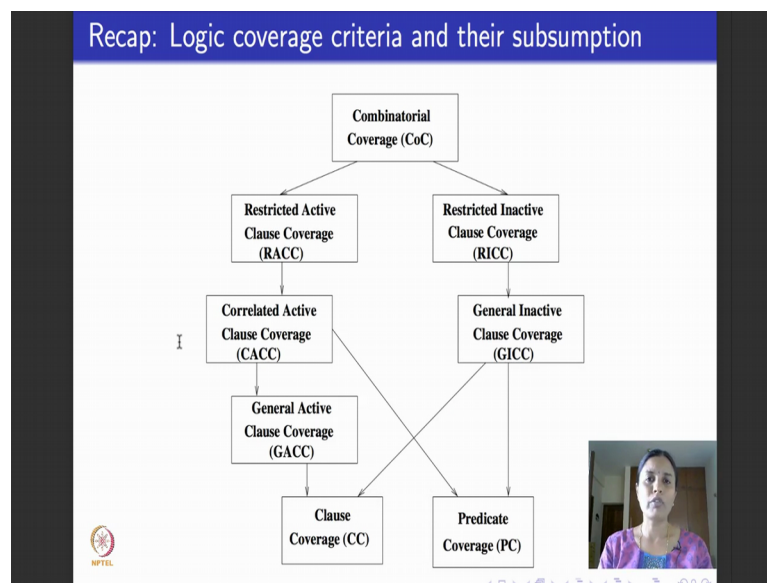 Recap: Logic coverage criteria and their subsumption
Combinatorial
Coverage (CoC)
Restricted Active
Clause Coverage
(RACC)
Restricted Inactive
Clause Coverage
(RICC)
Correlated Active
Clause Coverage
(CACC)
General Inactive
Clause Coverage
(GICC)
General Active
Clause Coverage
(GACC)
Clause
Coverage (CC)
Predicate
Coverage (PC)
NPTEL